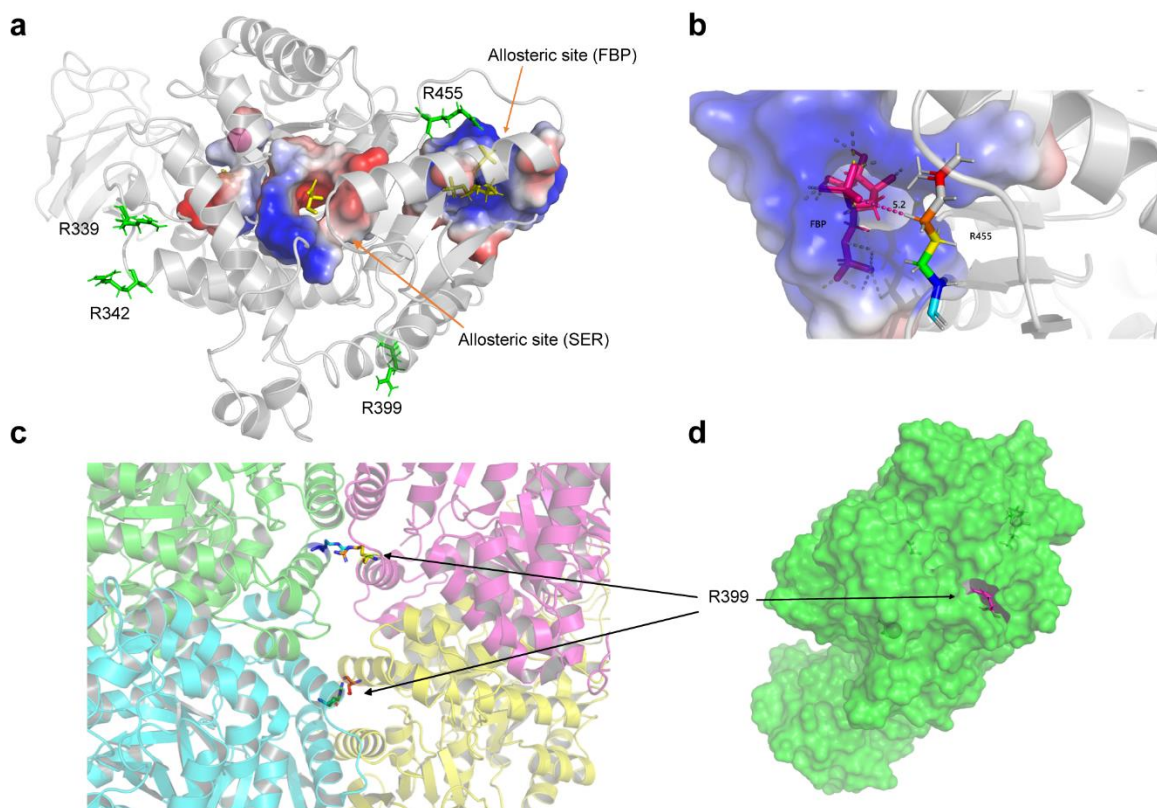 a
b
Allosteric site (FBP)
R455
R339
R342
Allosteric site (SER)
R399
5.2
FBP
R455
c
d
R399